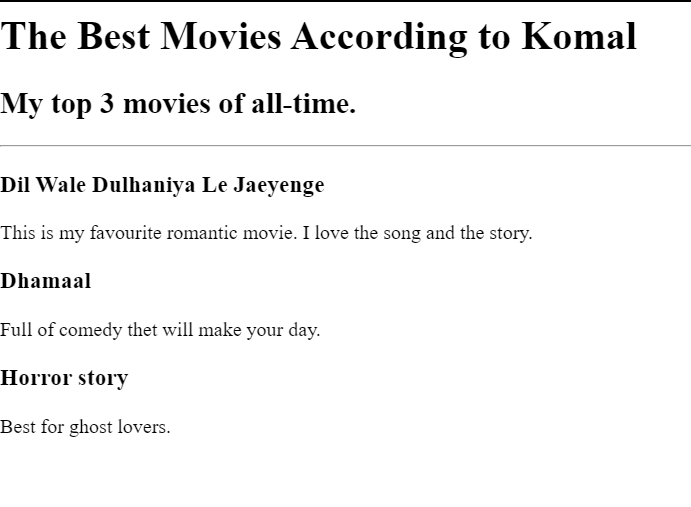 The Best Movies According to Komal
My top 3 movies of all-time.
Dil Wale Dulhaniya Le Jaeyenge
This is my favourite romantic movie. I love the song and the story.
Dhamaal
Full of comedy thet will make your day.
Horror story
Best for ghost lovers.